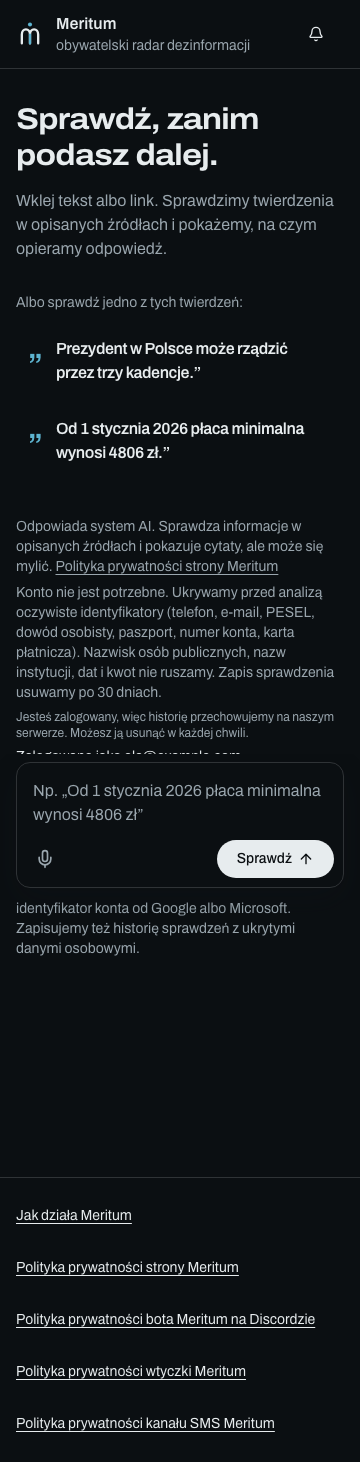 Meritum
obywatelski radar dezinformacji
Sprawdź, zanim
podasz dalej.
Wklej tekst albo link. Sprawdzimy twierdzenia
w opisanych źródłach i pokażemy, na czym
opieramy odpowiedź.
Albo sprawdź jedno z tych twierdzeń:
” Prezydent w Polsce może rządzić
przez trzy kadencje.”
” Od 1 stycznia 2026 płaca minimalna
wynosi 4806 zł.”
Odpowiada system AI. Sprawdza informacje w
opisanych źródłach i pokazuje cytaty, ale może się
mylić. Polityka prywatności strony Meritum
Konto nie jest potrzebne. Ukrywamy przed analizą
oczywiste identyfikatory (telefon, e-mail, PESEL,
dowód osobisty, paszport, numer konta, karta
płatnicza). Nazwisk osób publicznych, nazw
instytucji, dat i kwot nie ruszamy. Zapis sprawdzenia
usuwamy po 30 dniach.
Jesteś zalogowany, więc historię przechowujemy na naszym
serwerze. Możesz ją usunąć w każdej chwili.
Np. „Od 1 stycznia 2026 płaca minimalna
wynosi 4806 zł”
Sprawdź
identyfikator konta od Google albo Microsoft.
Zapisujemy też historię sprawdzeń z ukrytymi
danymi osobowymi.
Jak działa Meritum
Polityka prywatności strony Meritum
Polityka prywatności bota Meritum na Discordzie
Polityka prywatności wtyczki Meritum
Polityka prywatności kanału SMS Meritum